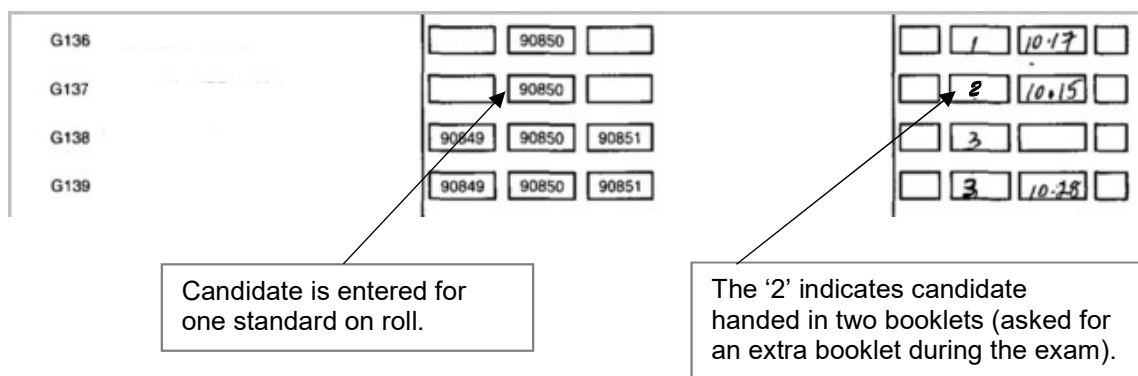 G136 90850 1 10.17
G137 90850 2 10.15
G138 90849 90850 90851 3
G139 90849 90850 90851 3 10.28
Candidate is entered for
one standard on roll.
The ‘2’ indicates candidate
handed in two booklets (asked for
an extra booklet during the exam).